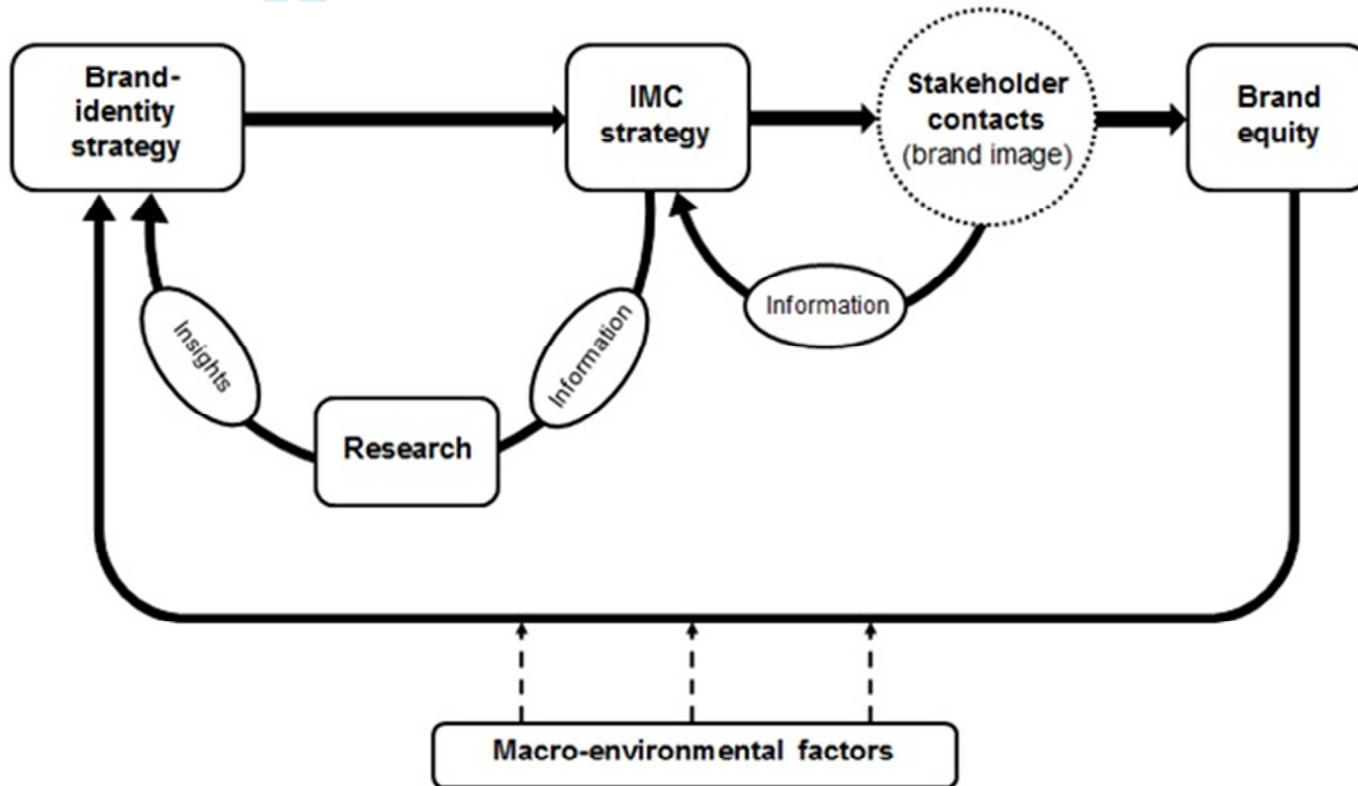 Brand-
identity
strategy
IMC
strategy
Stakeholder
contacts
(brand image)
Brand
equity
Information
Insights
Information
Research
Macro-environmental factors